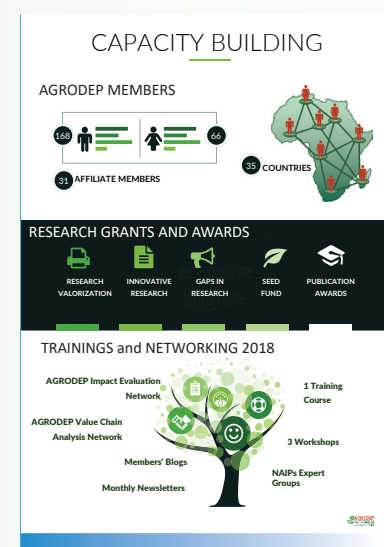 CAPACITY BUILDING
AGRODEP MEMBERS
168
66
31 AFFILIATE MEMBERS
35 COUNTRIES
RESEARCH GRANTS AND AWARDS
RESEARCH
VALORIZATION
INNOVATIVE
RESEARCH
GAPS IN
RESEARCH
SEED
FUND
PUBLICATION
AWARDS
TRAININGS and NETWORKING 2018
AGRODEP Impact Evaluation
Network
AGRODEP Value Chain
Analysis Network
Members' Blogs
Monthly Newsletters
1 Training
Course
3 Workshops
NAIPs Expert
Groups
AGRODEP